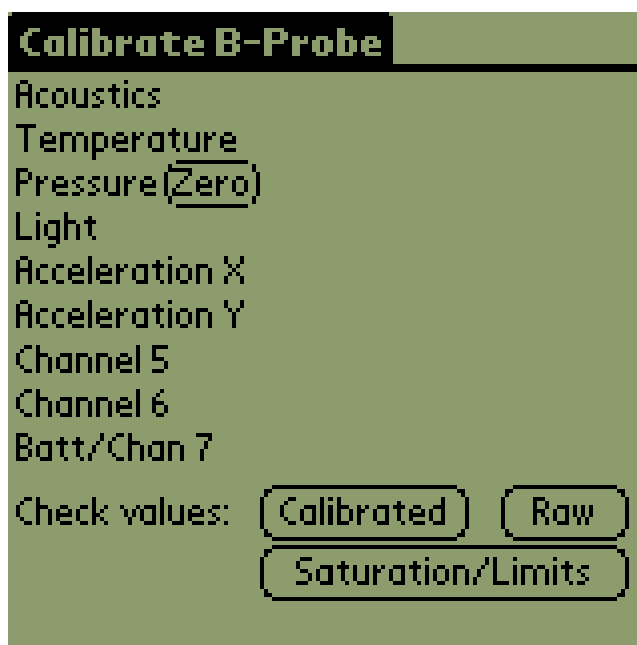 Calibrate B-Probe
Acoustics
Temperature
Pressure Zero
Light
Acceleration X
Acceleration Y
Channel 5
Channel 6
Batt/Chan 7
Check values: Calibrated Raw
Saturation/Limits